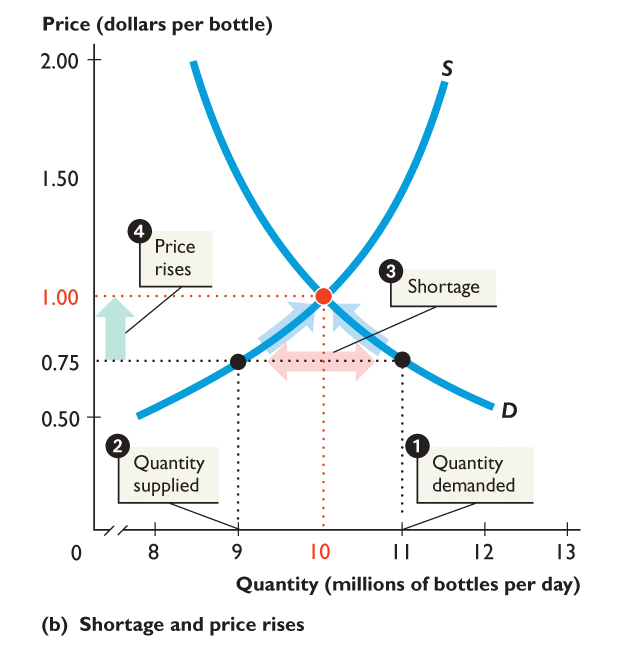 Price (dollars per bottle)
2.00
S
1.50
4
Price
rises
3
Shortage
1.00
0.75
0.50
D
2
Quantity
supplied
1
Quantity
demanded
0 8 9 10 11 12 13
Quantity (millions of bottles per day)
(b) Shortage and price rises